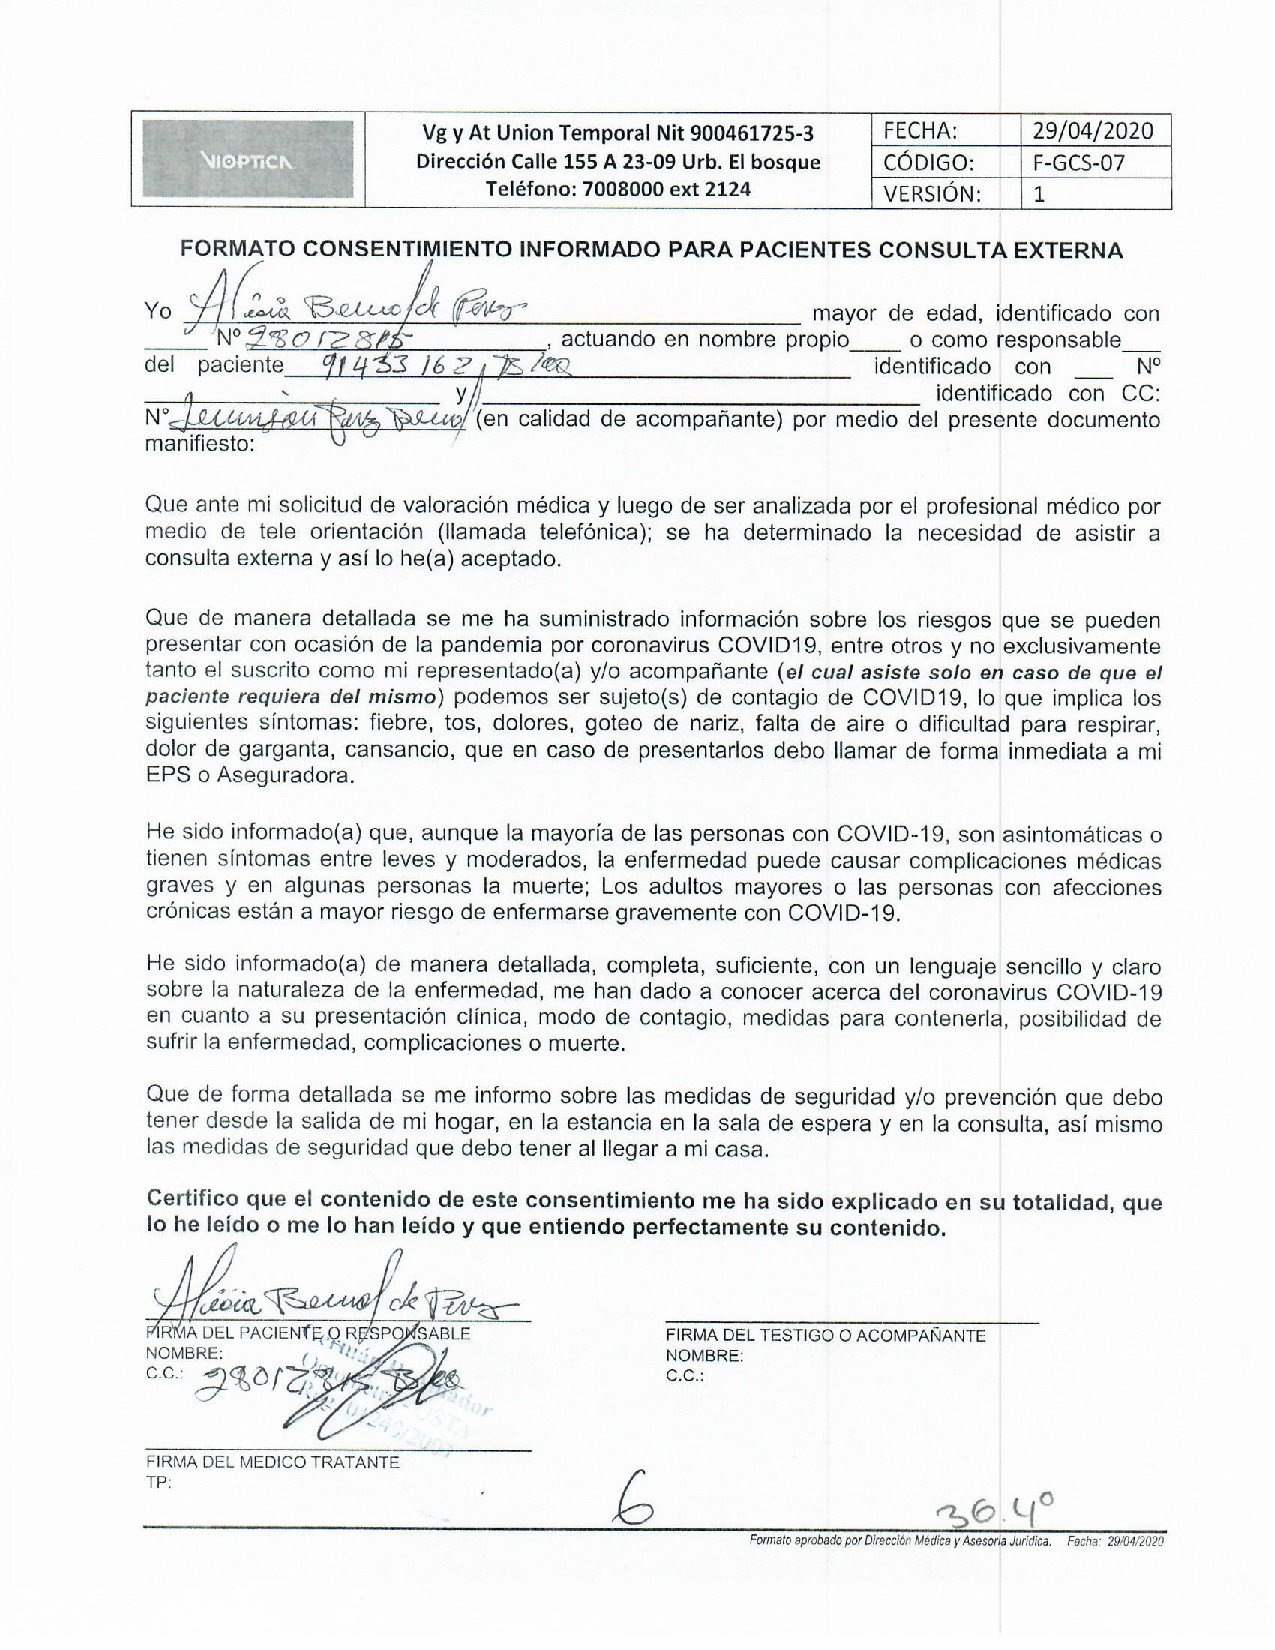 VIOPTICA
Vg y At Union Temporal Nit 900461725-3
Dirección Calle 155 A 23-09 Urb. El bosque
Teléfono: 7008000 ext 2124
FECHA: 29/04/2020
CÓDIGO: F-GCS-07
VERSIÓN: 1
FORMATO CONSENTIMIENTO INFORMADO PARA PACIENTES CONSULTA EXTERNA
Yo Alicia Bernal de Perez mayor de edad, identificado con
Nº 28012815, actuando en nombre propio____ o como responsable___
del paciente 91433162 B/ca identificado con ___ Nº
y identificado con CC:
N° Perez Bernal (en calidad de acompañante) por medio del presente documento
manifiesto:
Que ante mi solicitud de valoración médica y luego de ser analizada por el profesional médico por
medio de tele orientación (llamada telefónica); se ha determinado la necesidad de asistir a
consulta externa y así lo he(a) aceptado.
Que de manera detallada se me ha suministrado información sobre los riesgos que se pueden
presentar con ocasión de la pandemia por coronavirus COVID19, entre otros y no exclusivamente
tanto el suscrito como mi representado(a) y/o acompañante (el cual asiste solo en caso de que el
paciente requiera del mismo) podemos ser sujeto(s) de contagio de COVID19, lo que implica los
siguientes síntomas: fiebre, tos, dolores, goteo de nariz, falta de aire o dificultad para respirar,
dolor de garganta, cansancio, que en caso de presentarlos debo llamar de forma inmediata a mi
EPS o Aseguradora.
He sido informado(a) que, aunque la mayoría de las personas con COVID-19, son asintomáticas o
tienen síntomas entre leves y moderados, la enfermedad puede causar complicaciones médicas
graves y en algunas personas la muerte; Los adultos mayores o las personas con afecciones
crónicas están a mayor riesgo de enfermarse gravemente con COVID-19.
He sido informado(a) de manera detallada, completa, suficiente, con un lenguaje sencillo y claro
sobre la naturaleza de la enfermedad, me han dado a conocer acerca del coronavirus COVID-19
en cuanto a su presentación clínica, modo de contagio, medidas para contenerla, posibilidad de
sufrir la enfermedad, complicaciones o muerte.
Que de forma detallada se me informo sobre las medidas de seguridad y/o prevención que debo
tener desde la salida de mi hogar, en la estancia en la sala de espera y en la consulta, así mismo
las medidas de seguridad que debo tener al llegar a mi casa.
Certifico que el contenido de este consentimiento me ha sido explicado en su totalidad, que
lo he leído o me lo han leído y que entiendo perfectamente su contenido.
Alicia Bernal de Perez
FIRMA DEL PACIENTE O RESPONSABLE
NOMBRE:
C.C.: 28012815 B/ca
FIRMA DEL TESTIGO O ACOMPAÑANTE
NOMBRE:
C.C.:
FIRMA DEL MEDICO TRATANTE
TP:
6
36.4°
Formato aprobado por Dirección Médica y Asesoría Jurídica. Fecha: 29/04/2020